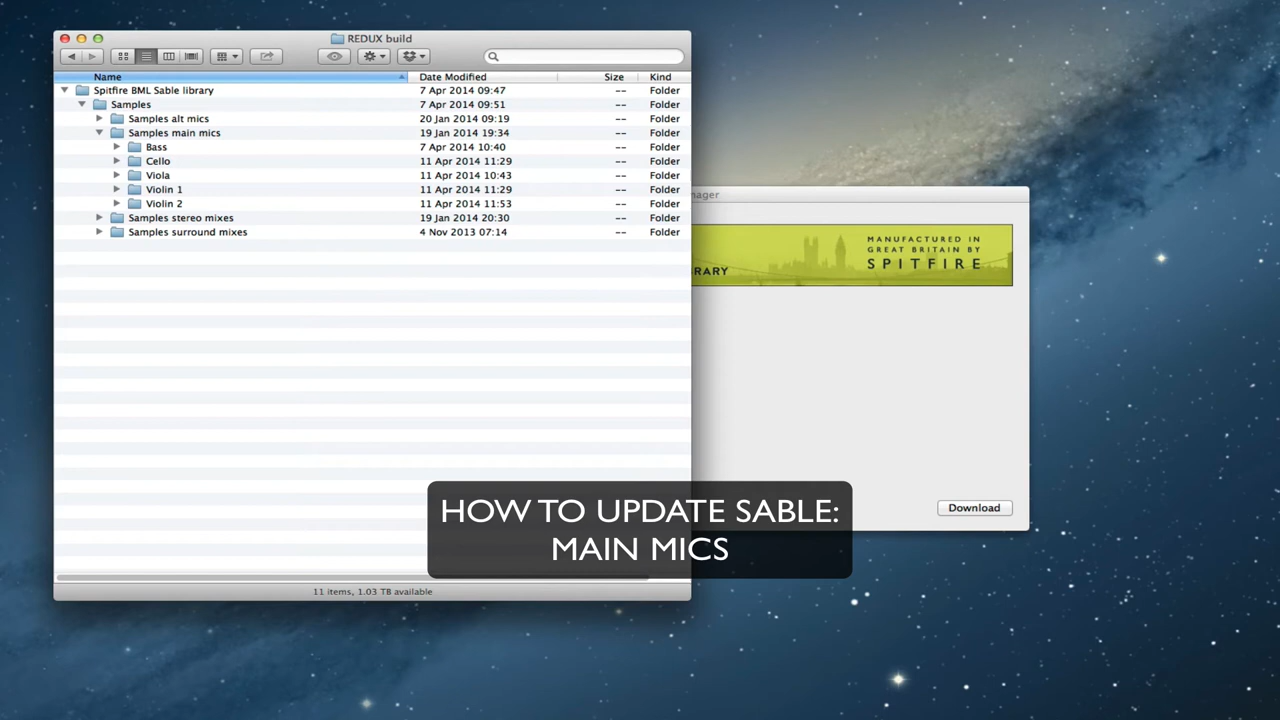 REDUX build
Name Date Modified Size Kind
Spitfire BML Sable library 7 Apr 2014 09:47 -- Folder
Samples 7 Apr 2014 09:51 -- Folder
Samples alt mics 20 Jan 2014 09:19 -- Folder
Samples main mics 19 Jan 2014 19:34 -- Folder
Bass 7 Apr 2014 10:40 -- Folder
Cello 11 Apr 2014 11:29 -- Folder
Viola 11 Apr 2014 10:43 -- Folder
Violin 1 11 Apr 2014 11:29 -- Folder
Violin 2 11 Apr 2014 11:53 -- Folder
Samples stereo mixes 19 Jan 2014 20:30 -- Folder
Samples surround mixes 4 Nov 2013 07:14 -- Folder
11 items, 1.03 TB available
nager
RARY
MANUFACTURED IN
GREAT BRITAIN BY
SPITFIRE
Download
HOW TO UPDATE SABLE:
MAIN MICS